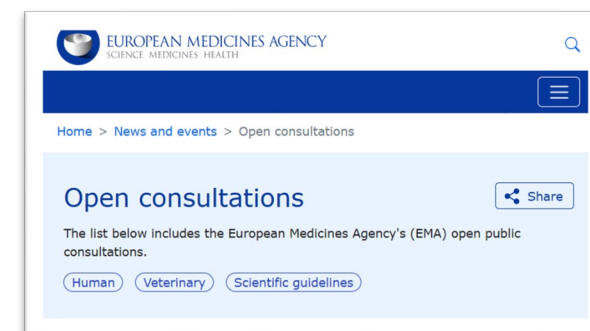 EUROPEAN MEDICINES AGENCY
SCIENCE MEDICINES HEALTH
Home > News and events > Open consultations
Open consultations
Share
The list below includes the European Medicines Agency's (EMA) open public
consultations.
Human Veterinary Scientific guidelines